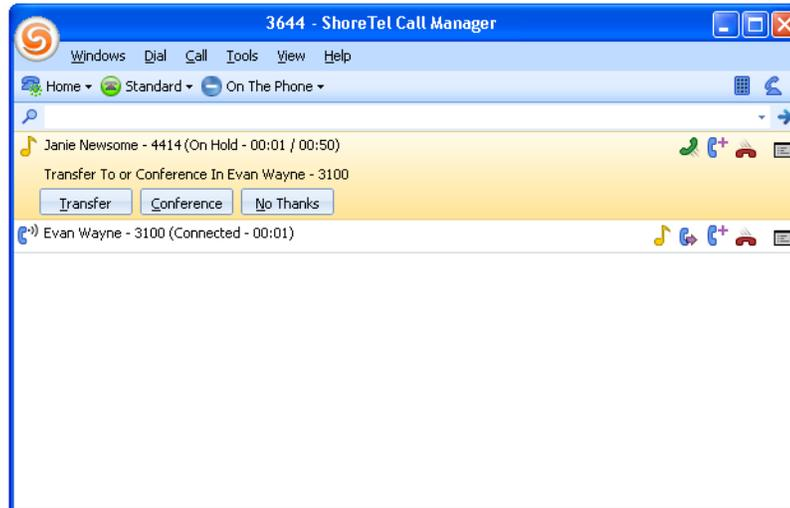 3644 - ShoreTel Call Manager
Windows Dial Call Tools View Help
Home Standard On The Phone
Janie Newsome - 4414 (On Hold - 00:01 / 00:50)
Transfer To or Conference In Evan Wayne - 3100
Transfer Conference No Thanks
Evan Wayne - 3100 (Connected - 00:01)